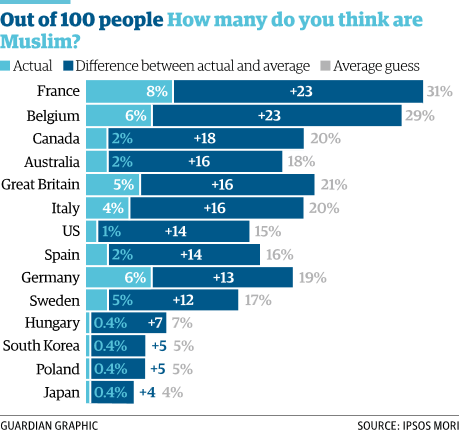 Out of 100 people How many do you think are
Muslim?
Actual Difference between actual and average Average guess
France 8% +23 31%
Belgium 6% +23 29%
Canada 2% +18 20%
Australia 2% +16 18%
Great Britain 5% +16 21%
Italy 4% +16 20%
US 1% +14 15%
Spain 2% +14 16%
Germany 6% +13 19%
Sweden 5% +12 17%
Hungary 0.4% +7 7%
South Korea 0.4% +5 5%
Poland 0.4% +5 5%
Japan 0.4% +4 4%
GUARDIAN GRAPHIC SOURCE: IPSOS MORI